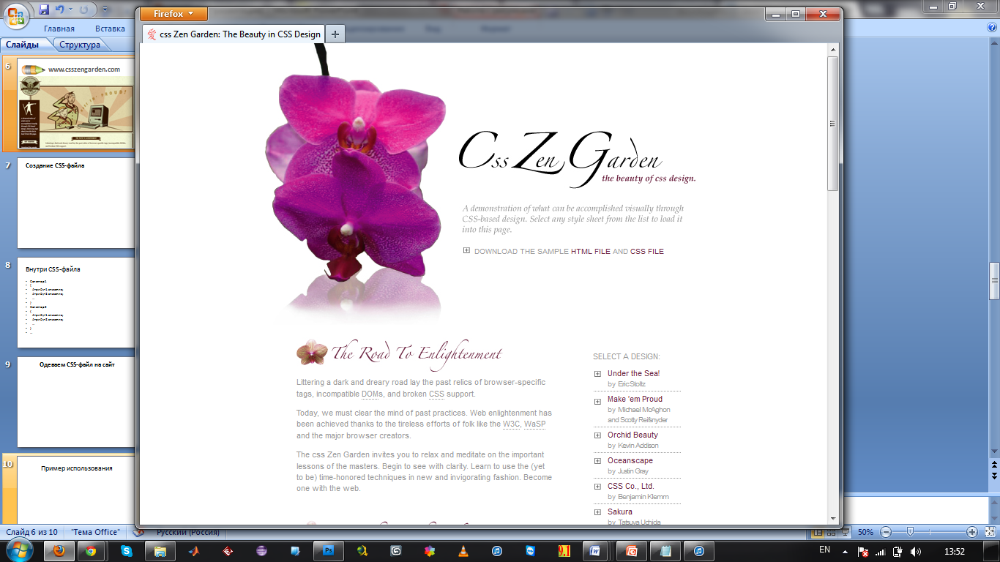 Firefox
css Zen Garden: The Beauty in CSS Design
Главная
Вставка
Слайды
Структура
6
www.csszengarden.com
7
Создание CSS-файла
8
Внутри CSS-файла
9
Одеваем CSS-файл на сайт
10
Пример использования
Css Zen Garden
the beauty of css design.
A demonstration of what can be accomplished visually through
CSS-based design. Select any style sheet from the list to load it
into this page.
DOWNLOAD THE SAMPLE HTML FILE AND CSS FILE
The Road To Enlightenment
Littering a dark and dreary road lay the past relics of browser-specific
tags, incompatible DOMs, and broken CSS support.
Today, we must clear the mind of past practices. Web enlightenment has
been achieved thanks to the tireless efforts of folk like the W3C, WaSP
and the major browser creators.
The css Zen Garden invites you to relax and meditate on the important
lessons of the masters. Begin to see with clarity. Learn to use the (yet
to be) time-honored techniques in new and invigorating fashion. Become
one with the web.
SELECT A DESIGN:
Under the Sea!
by Eric Stoltz
Make 'em Proud
by Michael McAghon
and Scotty Reifsnyder
Orchid Beauty
by Kevin Addison
Oceanscape
by Justin Gray
CSS Co., Ltd.
by Benjamin Klemm
Sakura
by Tatsuya Uchida
Слайд 6 из 10
"Тема Office"
Русский (Россия)
50%
EN
13:52